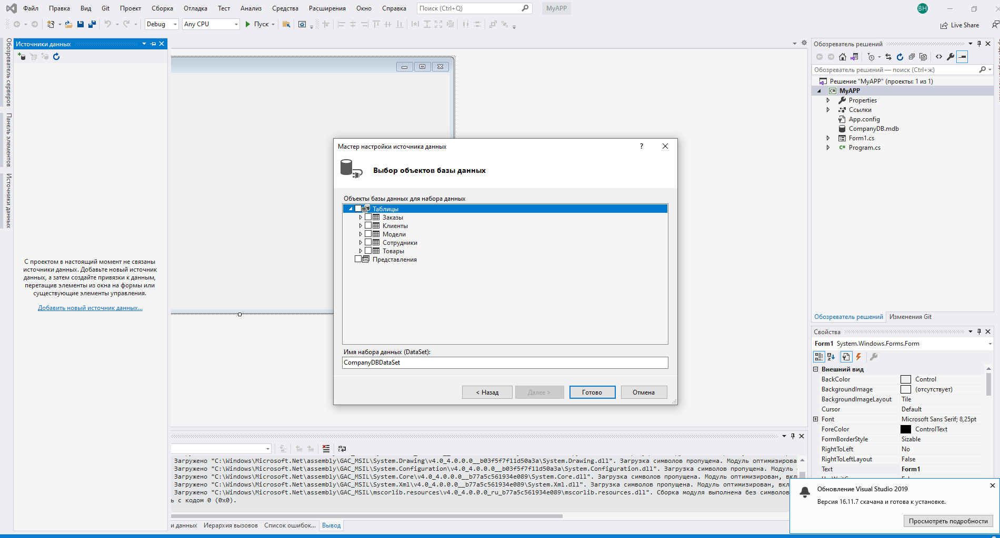 Файл Правка Вид Git Проект Сборка Отладка Тест Анализ Средства Расширения Окно Справка Поиск (Ctrl+Q) MyAPP ВН
Debug Any CPU Пуск Live Share
Обозреватель серверов
Панель элементов
Источники данных
Источники данных
С проектом в настоящий момент не связаны
источники данных. Добавьте новый источник
данных, а затем создайте привязки к данным,
перетащив элементы из окна на формы или
существующие элементы управления.
Добавить новый источник данных...
Мастер настройки источника данных ?
Выбор объектов базы данных
Объекты базы данных для набора данных
Таблицы
Заказы
Клиенты
Модели
Сотрудники
Товары
Представления
Имя набора данных (DataSet):
CompanyDBDataSet
< Назад Далее > Готово Отмена
Загружено "C:\Windows\Microsoft.Net\assembly\GAC_MSIL\System.Drawing\v4.0_4.0.0.0__b03f5f7f11d50a3a\System.Drawing.dll". Загрузка символов пропущена. Модуль оптимизирова
Загружено "C:\Windows\Microsoft.Net\assembly\GAC_MSIL\System.Configuration\v4.0_4.0.0.0__b03f5f7f11d50a3a\System.Configuration.dll". Загрузка символов пропущена. Модуль
Загружено "C:\Windows\Microsoft.Net\assembly\GAC_MSIL\System.Core\v4.0_4.0.0.0__b77a5c561934e089\System.Core.dll". Загрузка символов пропущена. Модуль оптимизирован, вкл
Загружено "C:\Windows\Microsoft.Net\assembly\GAC_MSIL\System.Xml\v4.0_4.0.0.0__b77a5c561934e089\System.Xml.dll". Загрузка символов пропущена. Модуль оптимизирован, вкл
Загружено "C:\Windows\Microsoft.Net\assembly\GAC_MSIL\mscorlib.resources\v4.0_4.0.0.0_ru_b77a5c561934e089\mscorlib.resources.dll". Сборка модуля выполнена без символов
ь с кодом 0 (0x0).
и данных Иерархия вызовов Список ошибок... Вывод
Обозреватель решений
Обозреватель решений — поиск (Ctrl+ж)
Решение "MyAPP" (проекты: 1 из 1)
C# MyAPP
Properties
Ссылки
App.config
CompanyDB.mdb
Form1.cs
C# Program.cs
Обозреватель решений Изменения Git
Свойства
Form1 System.Windows.Forms.Form
Внешний вид
BackColor Control
BackgroundImage (отсутствует)
BackgroundImageLayout Tile
Cursor Default
Font Microsoft Sans Serif; 8,25pt
ForeColor ControlText
FormBorderStyle Sizable
RightToLeft No
RightToLeftLayout False
Text Form1
Обновление Visual Studio 2019
Версия 16.11.7 скачана и готова к установке.
Просмотреть подробности